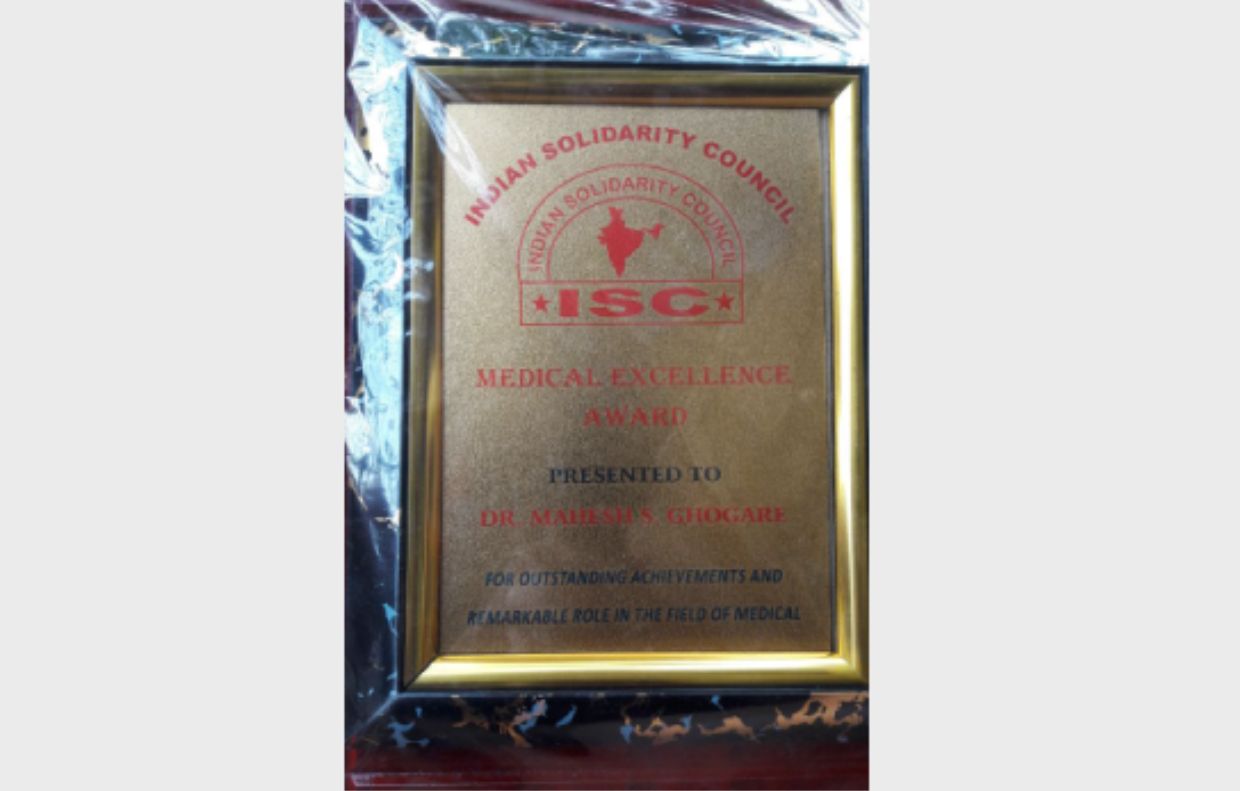 INDIAN SOLIDARITY COUNCIL
INDIAN SOLIDARITY COUNCIL
ISC
MEDICAL EXCELLENCE
AWARD
PRESENTED TO
DR. MAHESH S. GHOGARE
FOR OUTSTANDING ACHIEVEMENTS AND
REMARKABLE ROLE IN THE FIELD OF MEDICAL